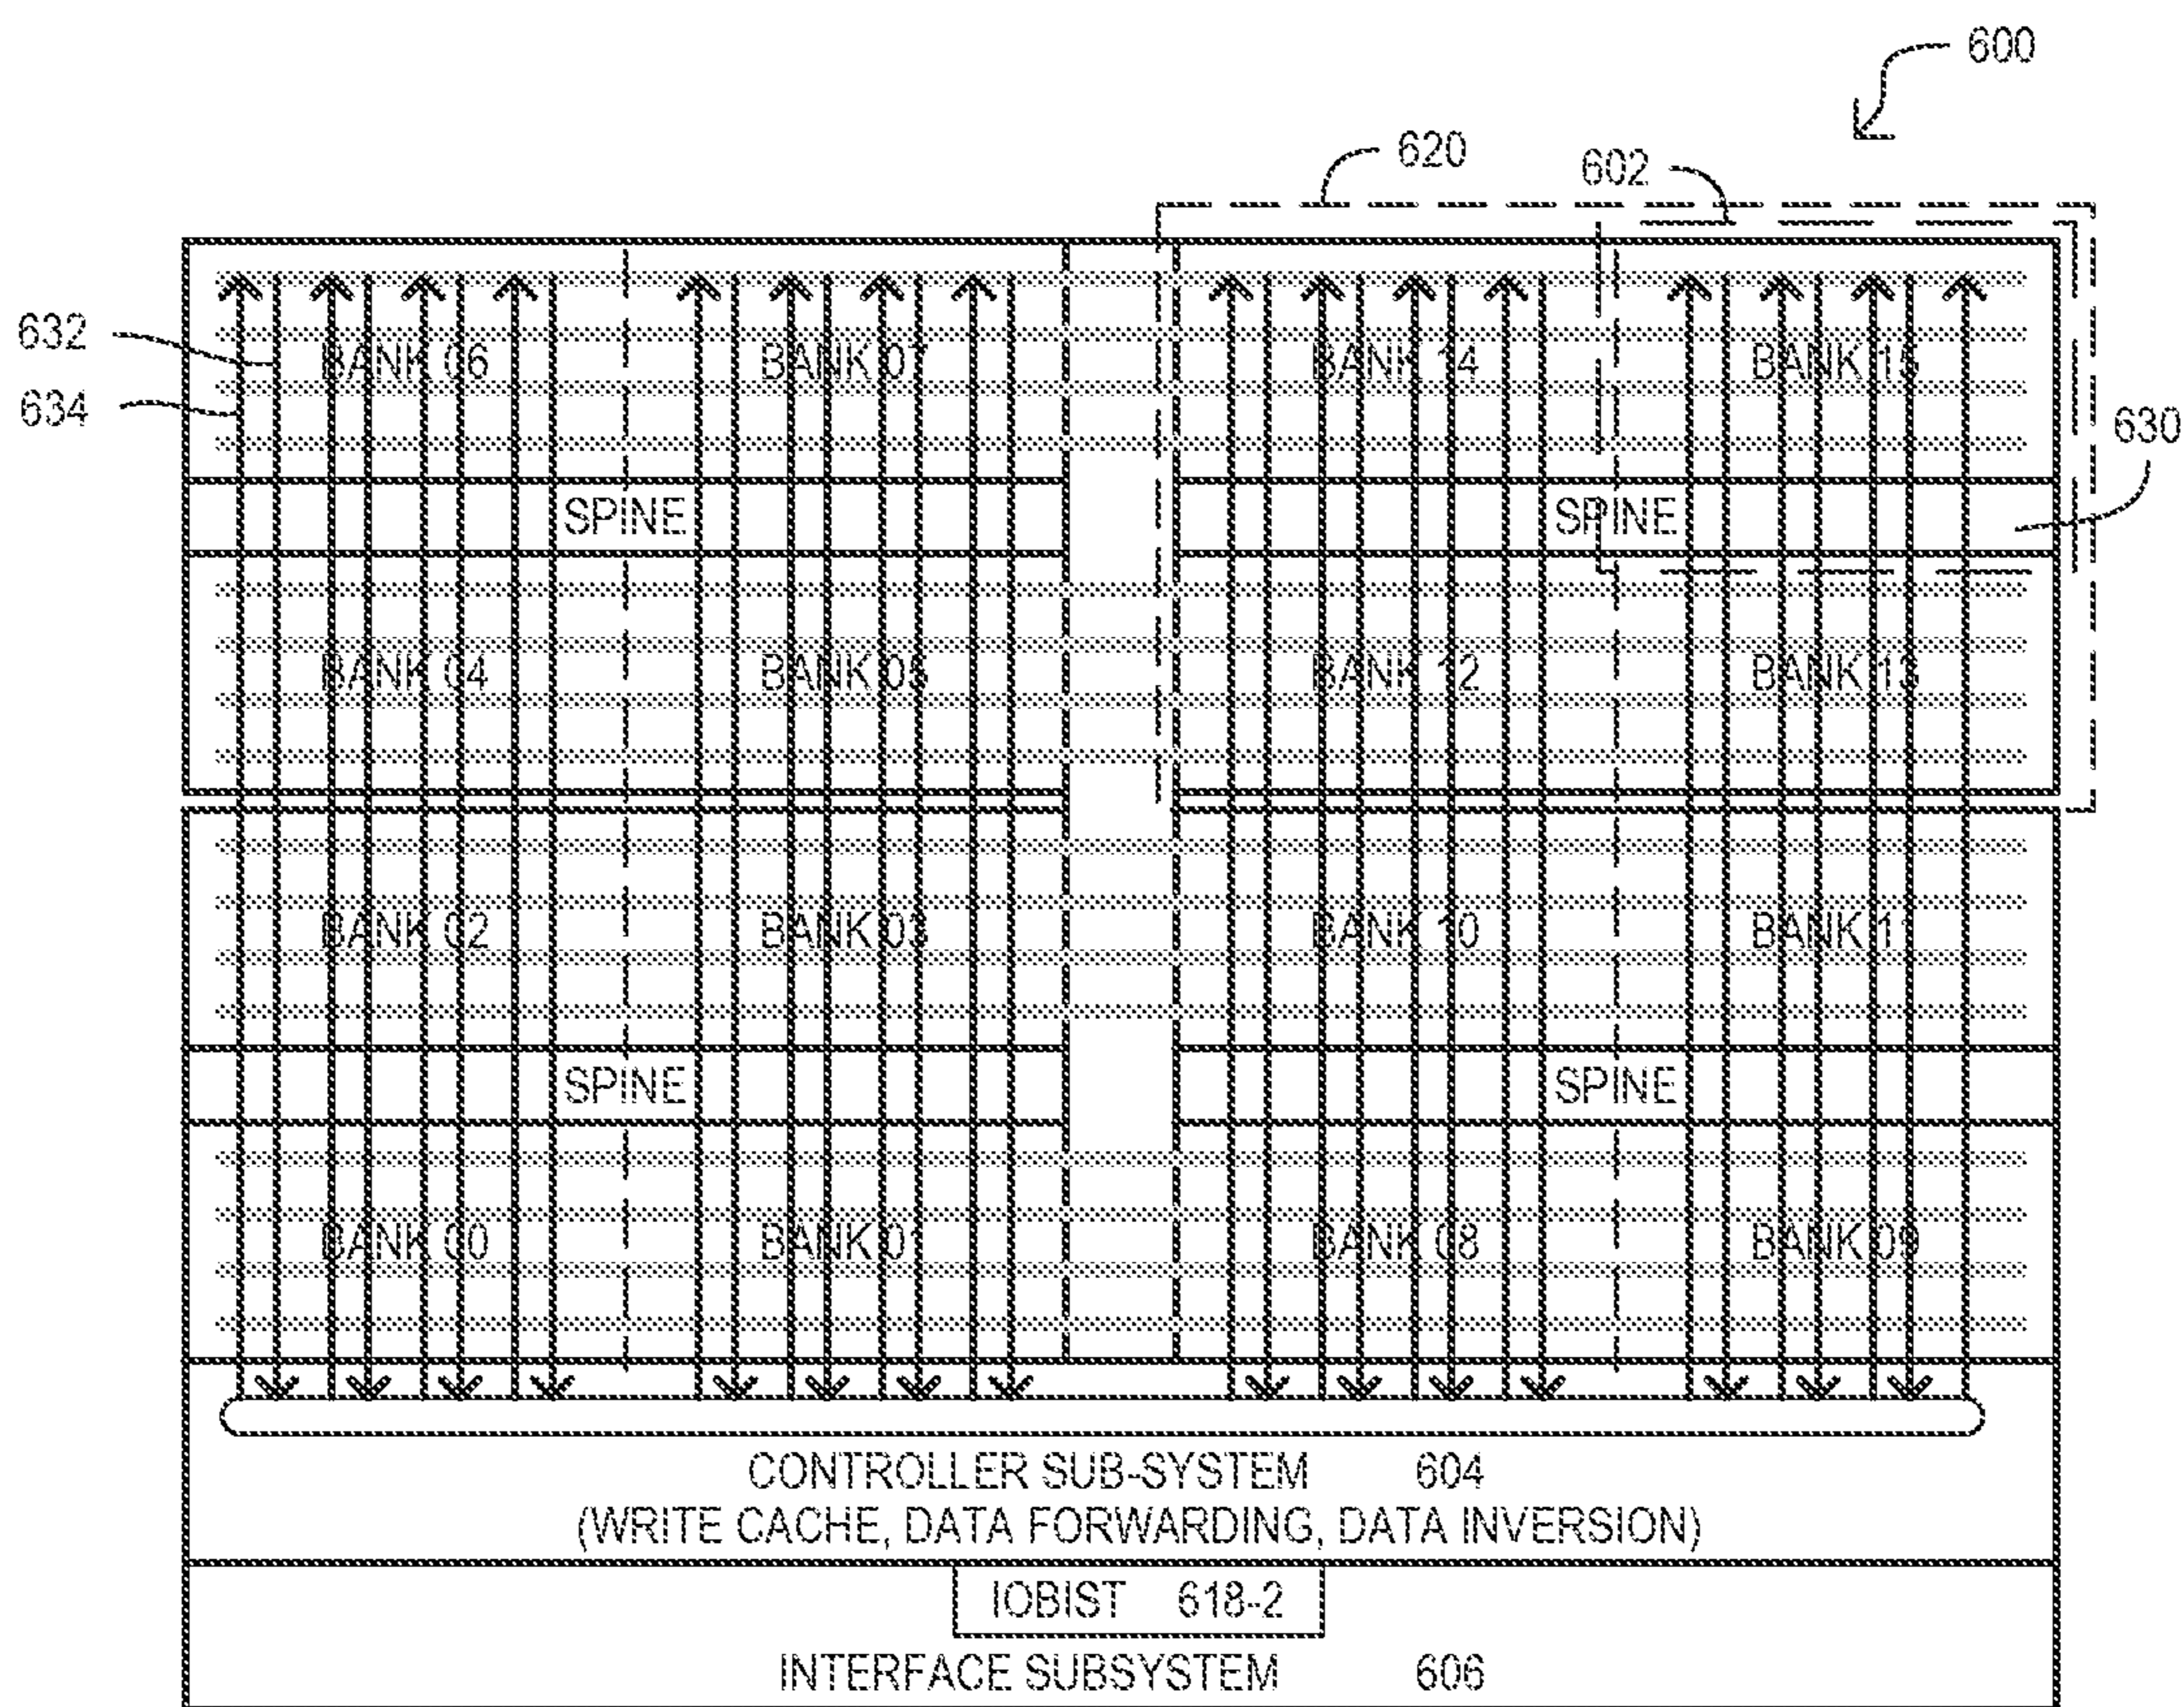 600
620
602
632
BANK 06
BANK 07
BANK 14
BANK 15
634
630
SPINE
SPINE
BANK 04
BANK 05
BANK 12
BANK 13
BANK 02
BANK 03
BANK 10
BANK 11
SPINE
SPINE
BANK 00
BANK 01
BANK 08
BANK 09
CONTROLLER SUB-SYSTEM 604
(WRITE CACHE, DATA FORWARDING, DATA INVERSION)
IOBIST 618-2
INTERFACE SUBSYSTEM 606